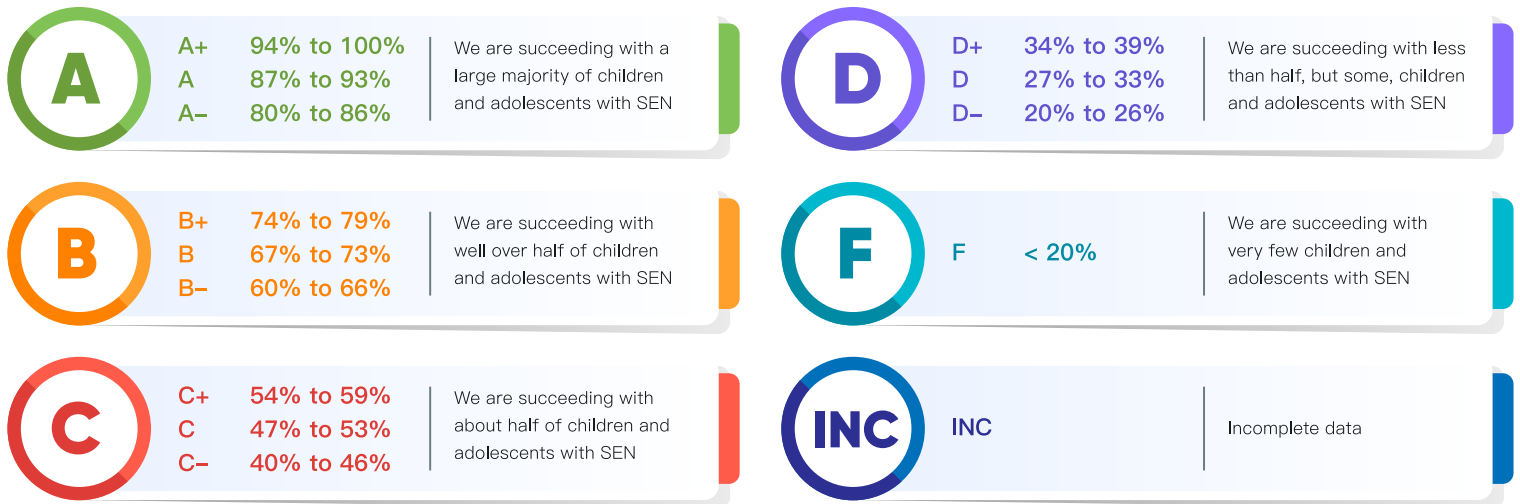 A
A+ 94% to 100%
A 87% to 93%
A– 80% to 86%
We are succeeding with a
large majority of children
and adolescents with SEN
B
B+ 74% to 79%
B 67% to 73%
B– 60% to 66%
We are succeeding with
well over half of children
and adolescents with SEN
C
C+ 54% to 59%
C 47% to 53%
C– 40% to 46%
We are succeeding with
about half of children and
adolescents with SEN
D
D+ 34% to 39%
D 27% to 33%
D– 20% to 26%
We are succeeding with less
than half, but some, children
and adolescents with SEN
F
F < 20%
We are succeeding with
very few children and
adolescents with SEN
INC
INC
Incomplete data